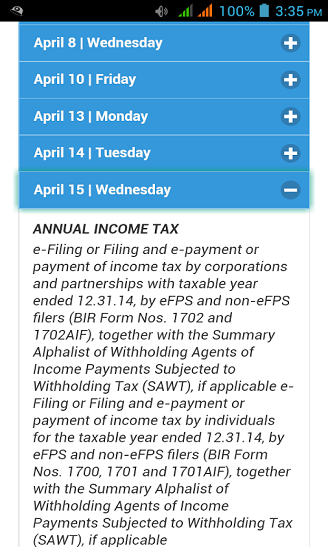 100% 3:35 PM
April 8 | Wednesday
April 10 | Friday
April 13 | Monday
April 14 | Tuesday
April 15 | Wednesday
ANNUAL INCOME TAX
e-Filing or Filing and e-payment or
payment of income tax by corporations
and partnerships with taxable year
ended 12.31.14, by eFPS and non-eFPS
filers (BIR Form Nos. 1702 and
1702AIF), together with the Summary
Alphalist of Withholding Agents of
Income Payments Subjected to
Withholding Tax (SAWT), if applicable e-
Filing or Filing and e-payment or
payment of income tax by individuals
for the taxable year ended 12.31.14, by
eFPS and non-eFPS filers (BIR Form
Nos. 1700, 1701 and 1701AIF), together
with the Summary Alphalist of
Withholding Agents of Income
Payments Subjected to Withholding Tax
(SAWT), if applicable